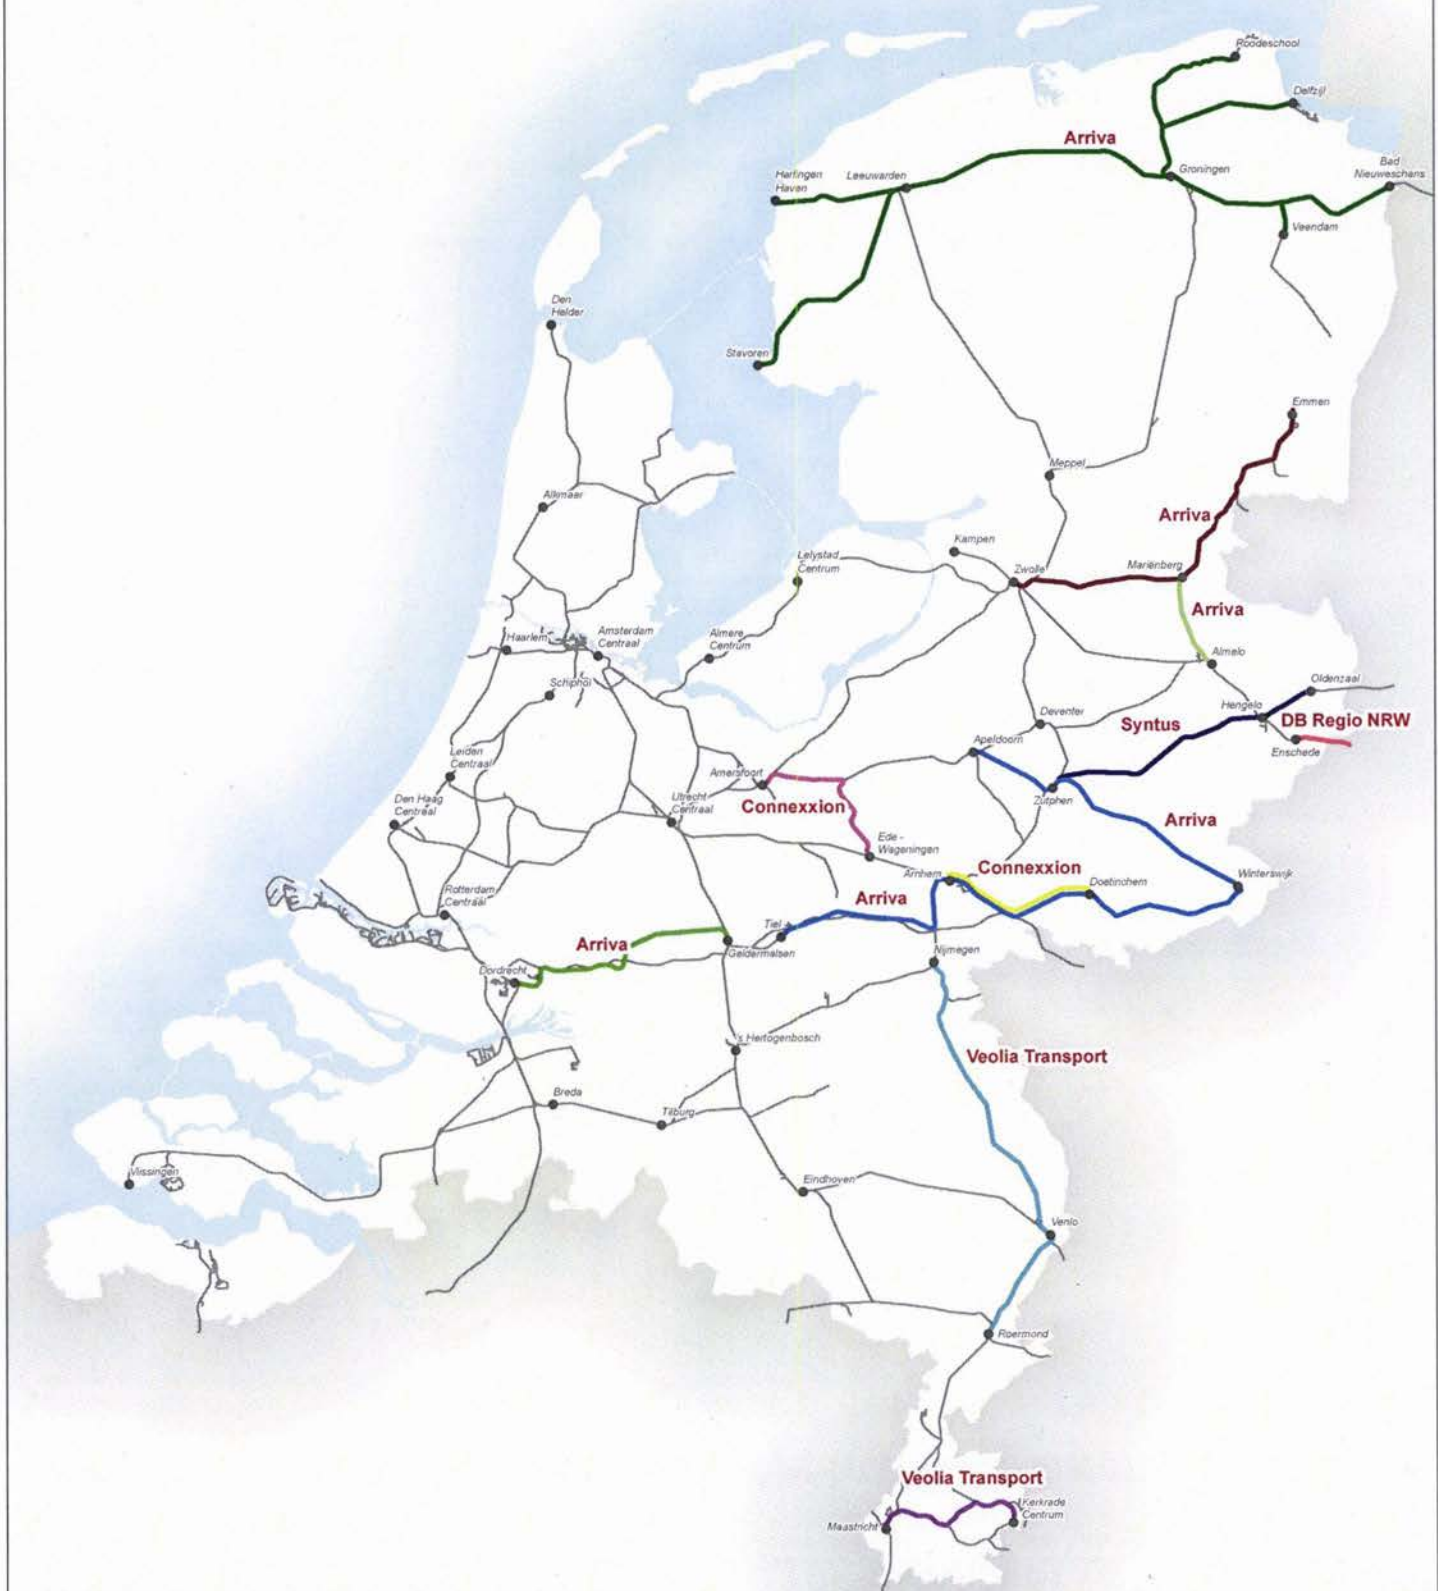 Roodeschool
Delfzijl
Arriva
Bad
Nieuweschans
Groningen
Harlingen
Haven
Leeuwarden
Veendam
Den
Helder
Stavoren
Emmen
Meppel
Alkmaar
Arriva
Kampen
Lelystad
Centrum
Zwolle
Mariënberg
Arriva
Haarlem
Amsterdam
Centraal
Almere
Centrum
Almelo
Schiphol
Oldenzaal
Hengelo
DB Regio NRW
Deventer
Syntus
Enschede
Apeldoorn
Leiden
Centraal
Amersfoort
Den Haag
Centraal
Utrecht
Centraal
Connexxion
Zutphen
Arriva
Ede -
Wageningen
Connexxion
Arnhem
Doetinchem
Winterswijk
Rotterdam
Centraal
Arriva
Tiel
Arriva
Geldermalsen
Nijmegen
Dordrecht
's Hertogenbosch
Veolia Transport
Breda
Tilburg
Vlissingen
Eindhoven
Venlo
Roermond
Veolia Transport
Kerkrade
Centrum
Maastricht